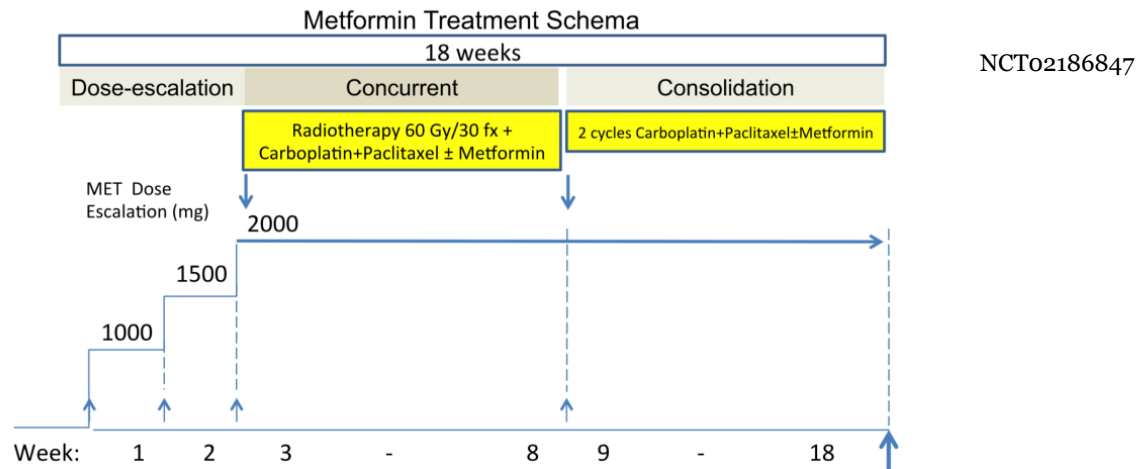 Metformin Treatment Schema
18 weeks
NCT02186847
Dose-escalation
Concurrent
Consolidation
Radiotherapy 60 Gy/30 fx +
Carboplatin+Paclitaxel ± Metformin
2 cycles Carboplatin+Paclitaxel±Metformin
MET Dose
Escalation (mg)
2000
1500
1000
Week: 1 2 3 - 8 9 - 18